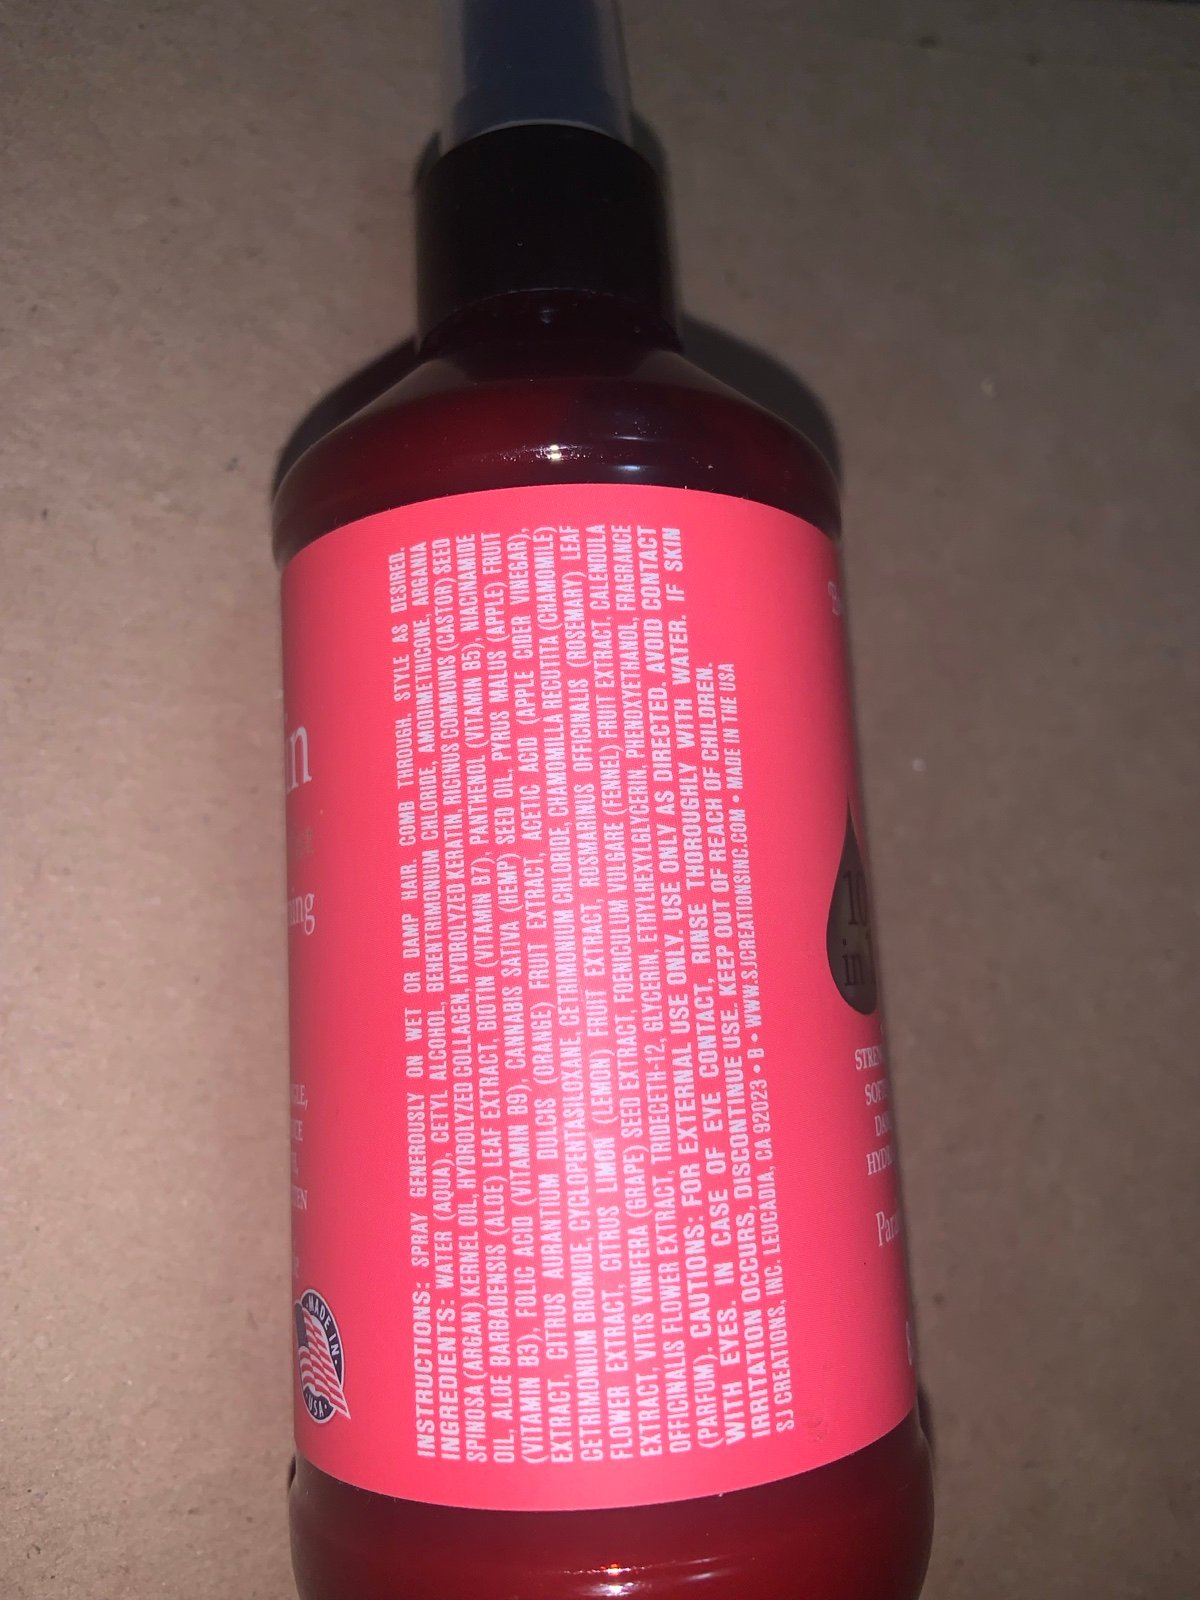 INSTRUCTIONS: SPRAY GENEROUSLY ON WET OR DAMP HAIR. COMB THROUGH. STYLE AS DESIRED.
INGREDIENTS: WATER (AQUA), CETYL ALCOHOL, BEHENTRIMONIUM CHLORIDE, AMODIMETHICONE, ARGANIA
SPINOSA (ARGAN) KERNEL OIL, HYDROLYZED COLLAGEN, HYDROLYZED KERATIN, RICINUS COMMUNIS (CASTOR) SEED
OIL, ALOE BARBADENSIS (ALOE) LEAF EXTRACT, BIOTIN (VITAMIN B7), PANTHENOL (VITAMIN B5), NIACINAMIDE
(VITAMIN B3), FOLIC ACID (VITAMIN B9), CANNABIS SATIVA (HEMP) SEED OIL, PYRUS MALUS (APPLE) FRUIT
EXTRACT, CITRUS AURANTIUM DULCIS (ORANGE) FRUIT EXTRACT, ACETIC ACID (APPLE CIDER VINEGAR),
CETRIMONIUM BROMIDE, CYCLOPENTASILOXANE, CETRIMONIUM CHLORIDE, CHAMOMILLA RECUTITA (CHAMOMILE)
FLOWER EXTRACT, CITRUS LIMON (LEMON) FRUIT EXTRACT, ROSMARINUS OFFICINALIS (ROSEMARY) LEAF
EXTRACT, VITIS VINIFERA (GRAPE) SEED EXTRACT, FOENICULUM VULGARE (FENNEL) FRUIT EXTRACT, CALENDULA
OFFICINALIS FLOWER EXTRACT, TRIDECETH-12, GLYCERIN, ETHYLHEXYLGLYCERIN, PHENOXYETHANOL, FRAGRANCE
(PARFUM). CAUTIONS: FOR EXTERNAL USE ONLY. USE ONLY AS DIRECTED. AVOID CONTACT
WITH EYES. IN CASE OF EYE CONTACT, RINSE THOROUGHLY WITH WATER. IF SKIN
IRRITATION OCCURS, DISCONTINUE USE. KEEP OUT OF REACH OF CHILDREN.
SJ CREATIONS, INC. LEUCADIA, CA 92023 • B • WWW.SJCREATIONSINC.COM • MADE IN THE USA
MADE IN
USA
in
ing
10
in 1